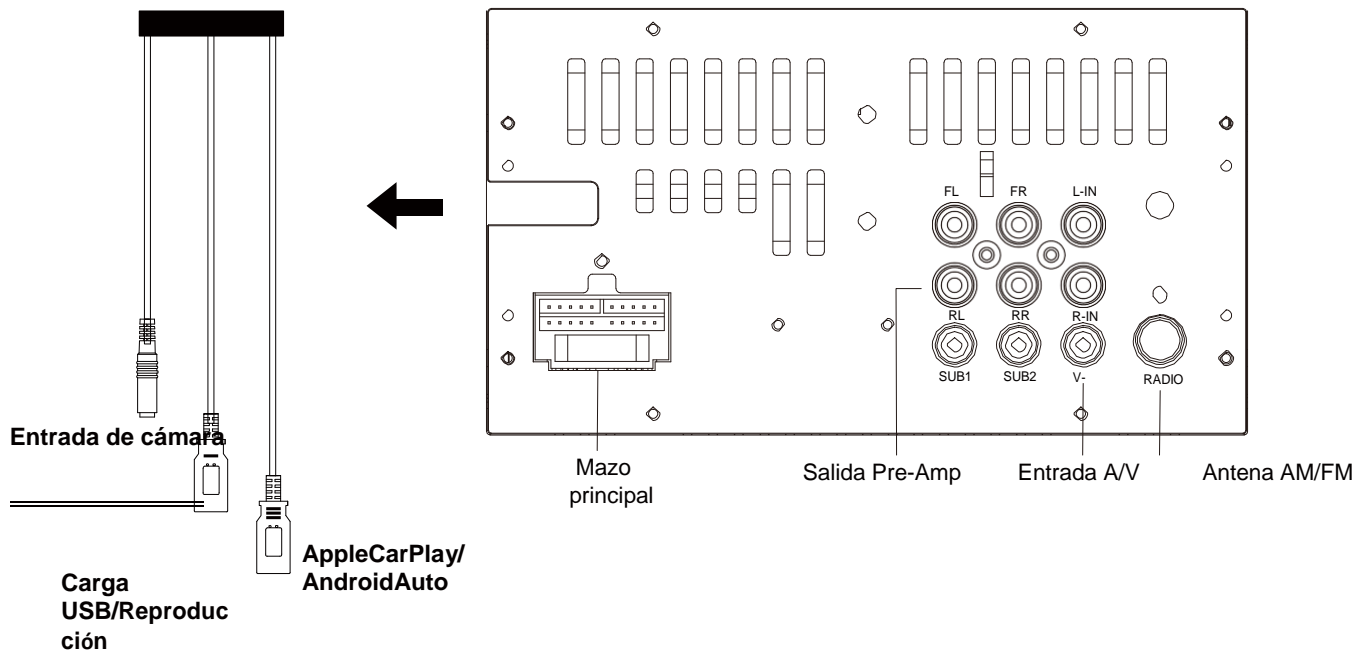 FL FR L-IN
RL RR R-IN
SUB1 SUB2 V- RADIO
Entrada de cámara
Mazo
principal
Salida Pre-Amp
Entrada A/V
Antena AM/FM
AppleCarPlay/
AndroidAuto
Carga
USB/Reproduc
ción